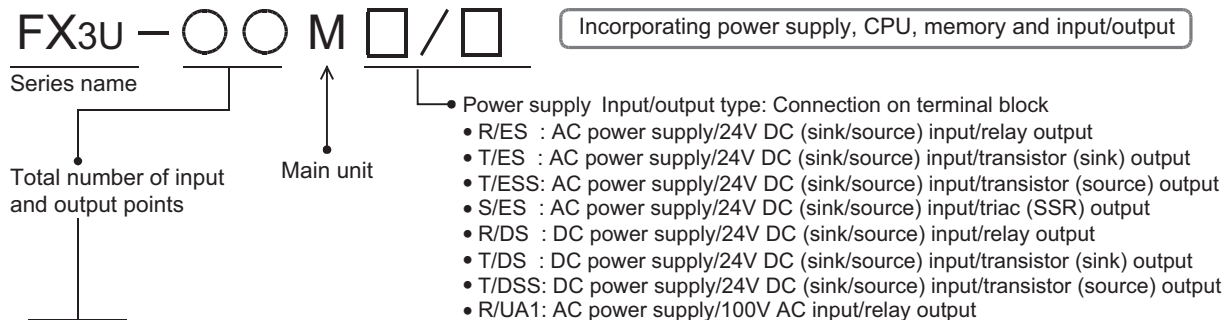 FX3U – ○○ M □/□
Incorporating power supply, CPU, memory and input/output
Series name
Total number of input
and output points
Main unit
Power supply Input/output type: Connection on terminal block
• R/ES : AC power supply/24V DC (sink/source) input/relay output
• T/ES : AC power supply/24V DC (sink/source) input/transistor (sink) output
• T/ESS: AC power supply/24V DC (sink/source) input/transistor (source) output
• S/ES : AC power supply/24V DC (sink/source) input/triac (SSR) output
• R/DS : DC power supply/24V DC (sink/source) input/relay output
• T/DS : DC power supply/24V DC (sink/source) input/transistor (sink) output
• T/DSS: DC power supply/24V DC (sink/source) input/transistor (source) output
• R/UA1: AC power supply/100V AC input/relay output